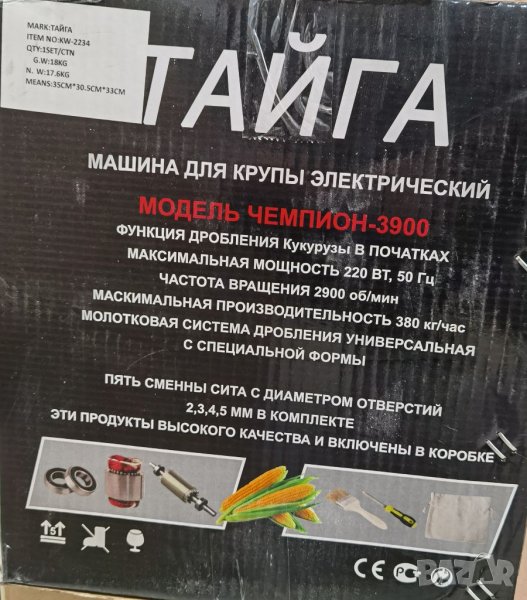 MARK:ТАЙГА
ITEM NO:KW-2234
QTY:1SET/CTN
G.W:18KG
N. W:17.6KG
MEANS:35CM*30.5CM*33CM
ТАЙГА
МАШИНА ДЛЯ КРУПЫ ЭЛЕКТРИЧЕСКИЙ
МОДЕЛЬ ЧЕМПИОН-3900
ФУНКЦИЯ ДРОБЛЕНИЯ Кукурузы В ПОЧАТКАХ
МАКСИМАЛЬНАЯ МОЩНОСТЬ 220 ВТ, 50 Гц
ЧАСТОТА ВРАЩЕНИЯ 2900 об/мин
МАСКИМАЛЬНАЯ ПРОИЗВОДИТЕЛЬНОСТЬ 380 кг/час
МОЛОТКОВАЯ СИСТЕМА ДРОБЛЕНИЯ УНИВЕРСАЛЬНАЯ
С СПЕЦИАЛЬНОЙ ФОРМЫ
ПЯТЬ СМЕННЫ СИТА С ДИАМЕТРОМ ОТВЕРСТИЙ
2,3,4,5 ММ В КОМПЛЕКТЕ
ЭТИ ПРОДУКТЫ ВЫСОКОГО КАЧЕСТВА И ВКЛЮЧЕНЫ В КОРОБКЕ
5
CE
BAZAR